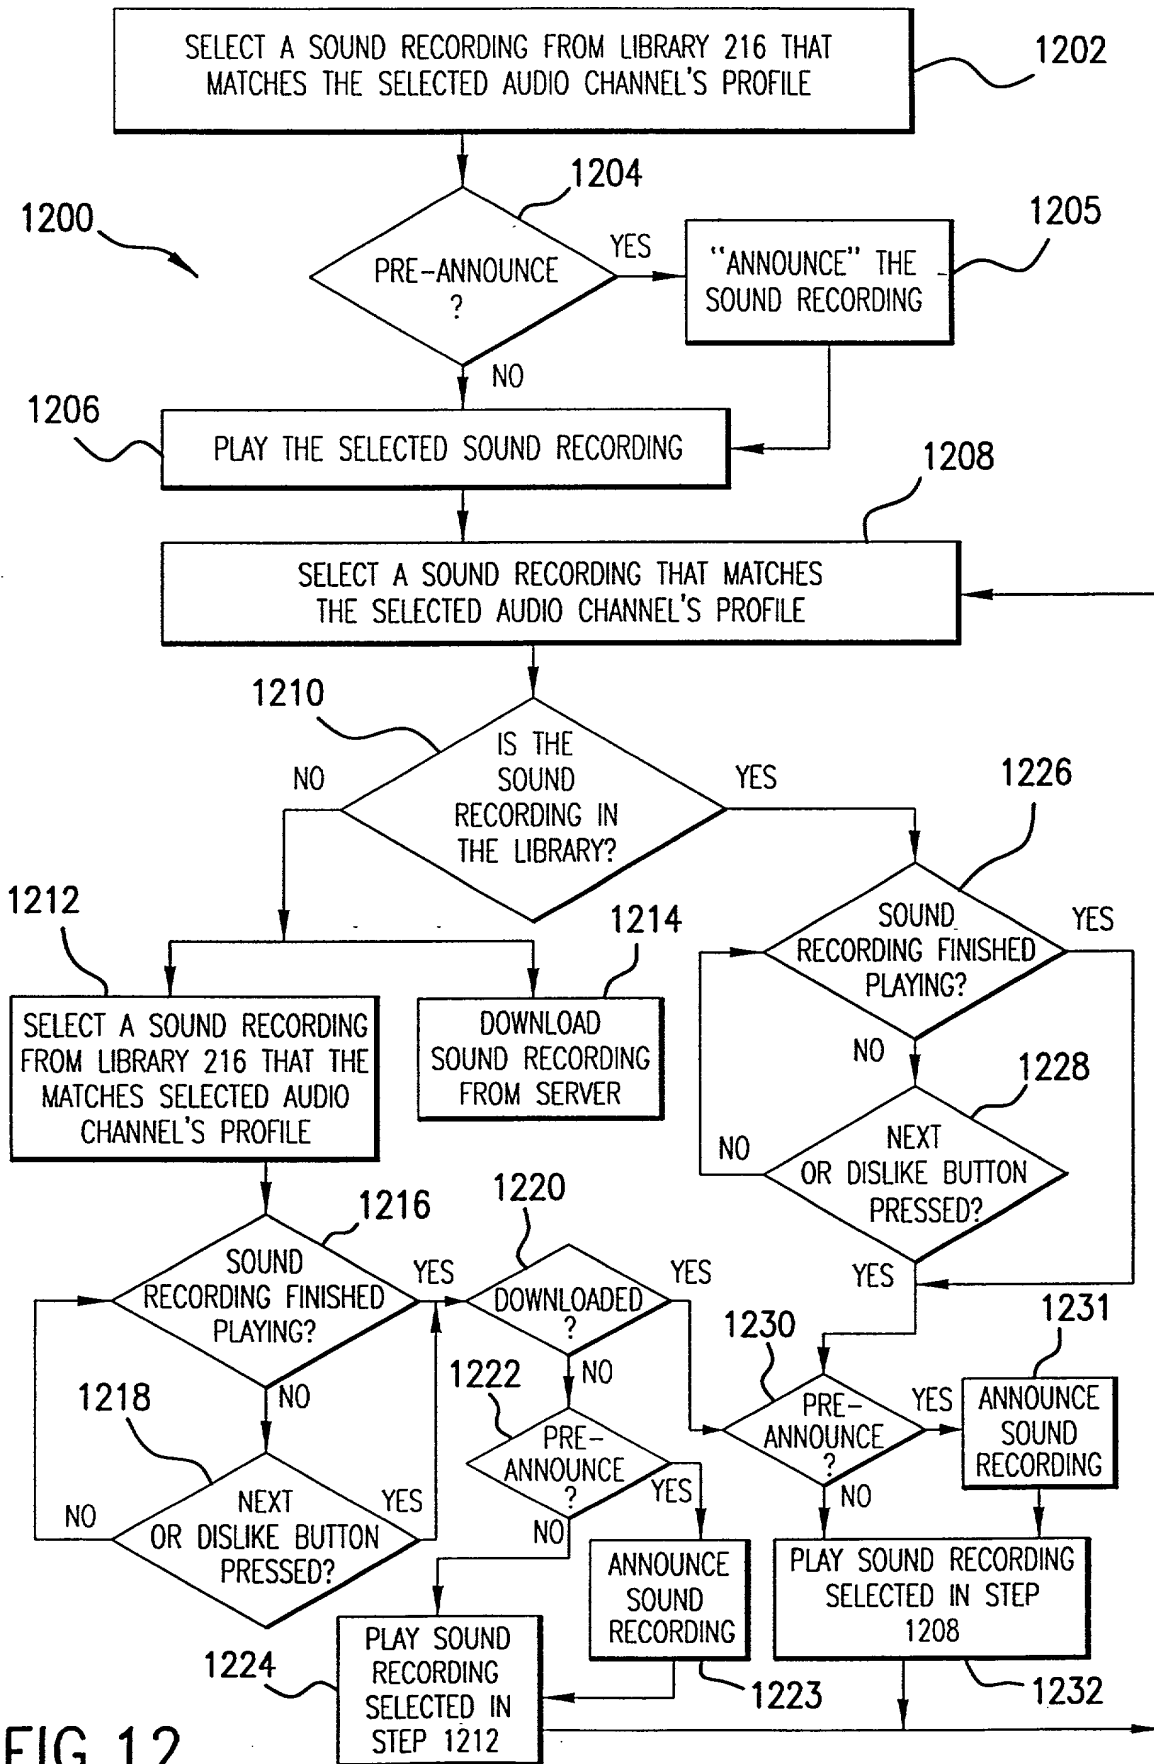 SELECT A SOUND RECORDING FROM LIBRARY 216 THAT
MATCHES THE SELECTED AUDIO CHANNEL'S PROFILE
1202
1204
1200
PRE-ANNOUNCE
?
YES
1205
"ANNOUNCE" THE
SOUND RECORDING
NO
1206
PLAY THE SELECTED SOUND RECORDING
1208
SELECT A SOUND RECORDING THAT MATCHES
THE SELECTED AUDIO CHANNEL'S PROFILE
1210
IS THE
SOUND
RECORDING IN
THE LIBRARY?
NO
YES
1226
SOUND
RECORDING FINISHED
PLAYING?
YES
NO
1212
SELECT A SOUND RECORDING
FROM LIBRARY 216 THAT THE
MATCHES SELECTED AUDIO
CHANNEL'S PROFILE
1214
DOWNLOAD
SOUND RECORDING
FROM SERVER
1228
NEXT
OR DISLIKE BUTTON
PRESSED?
NO
YES
1216
SOUND
RECORDING FINISHED
PLAYING?
YES
NO
1220
DOWNLOADED
?
YES
NO
1218
NEXT
OR DISLIKE BUTTON
PRESSED?
NO
YES
1222
PRE-
ANNOUNCE
?
YES
NO
1230
PRE-
ANNOUNCE
?
YES
NO
1231
ANNOUNCE
SOUND
RECORDING
ANNOUNCE
SOUND
RECORDING
1223
PLAY SOUND RECORDING
SELECTED IN STEP
1208
1232
1224
PLAY SOUND
RECORDING
SELECTED IN
STEP 1212
FIG.12